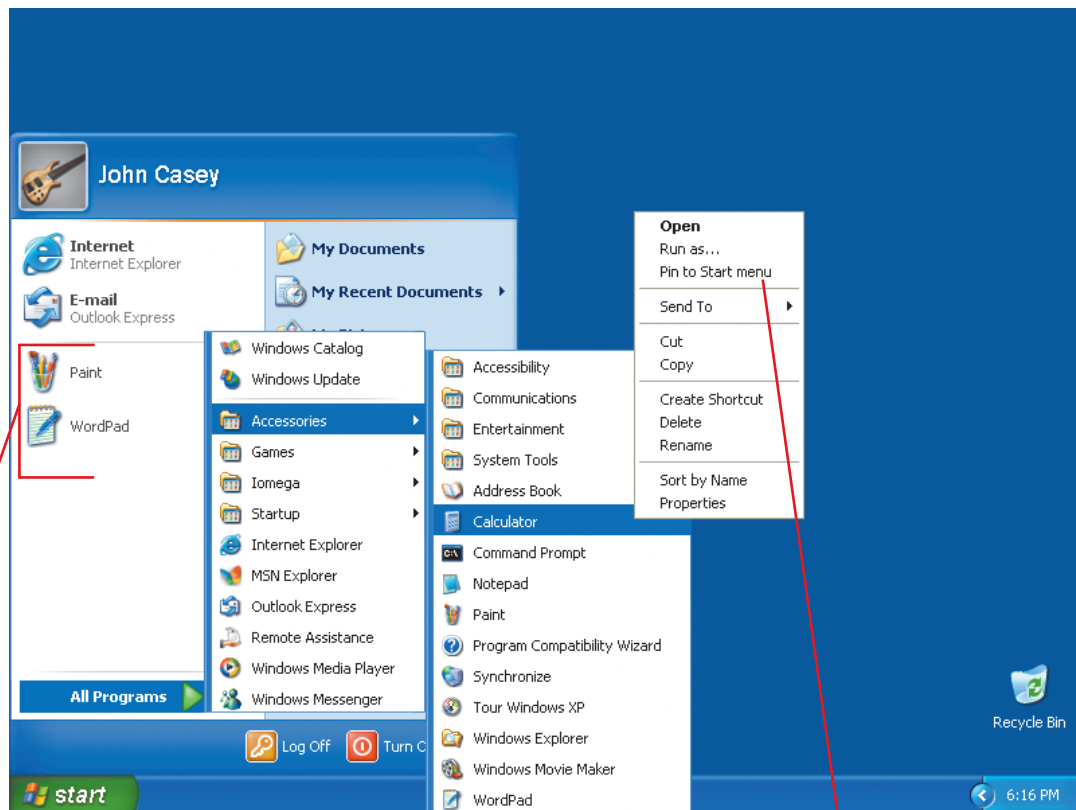 John Casey
Internet
Internet Explorer
E-mail
Outlook Express
Paint
WordPad
All Programs
My Documents
My Recent Documents
Windows Catalog
Windows Update
Accessories
Games
Iomega
Startup
Internet Explorer
MSN Explorer
Outlook Express
Remote Assistance
Windows Media Player
Windows Messenger
Log Off
Turn C
Accessibility
Communications
Entertainment
System Tools
Address Book
Calculator
Command Prompt
Notepad
Paint
Program Compatibility Wizard
Synchronize
Tour Windows XP
Windows Explorer
Windows Movie Maker
WordPad
Open
Run as...
Pin to Start menu
Send To
Cut
Copy
Create Shortcut
Delete
Rename
Sort by Name
Properties
Recycle Bin
start
6:16 PM